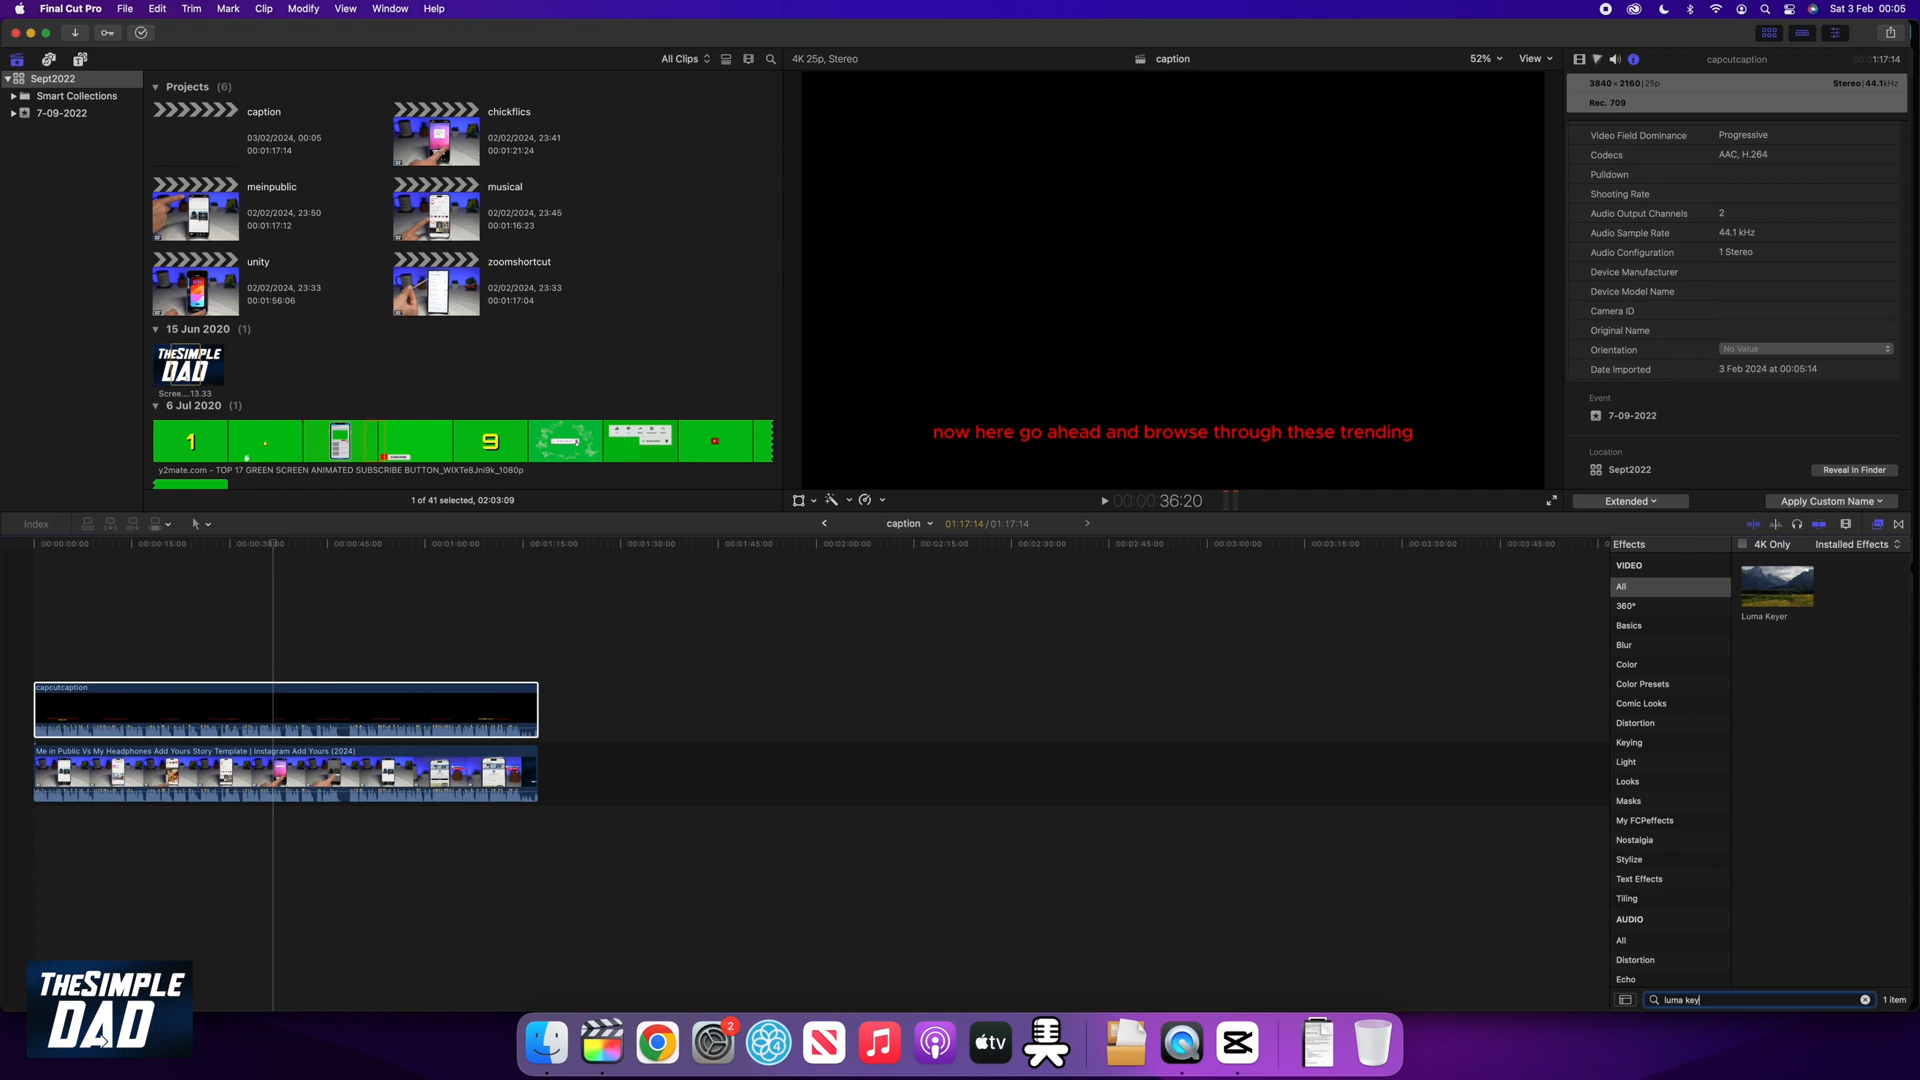 Final Cut Pro File Edit Trim Mark Clip Modify View Window Help
Sat 3 Feb 00:05
All Clips
4K 25p, Stereo
caption
52% View
capcutcaption
1:17:14
Sept2022
Smart Collections
7-09-2022
Projects (6)
caption
03/02/2024, 00:05
00:01:17:14
chickflics
02/02/2024, 23:41
00:01:21:24
meinpublic
02/02/2024, 23:50
00:01:17:12
musical
02/02/2024, 23:45
00:01:16:23
unity
02/02/2024, 23:33
00:01:56:06
zoomshortcut
02/02/2024, 23:33
00:01:17:04
15 Jun 2020 (1)
THESIMPLE
DAD
Scree....13.33
6 Jul 2020 (1)
1
9
y2mate.com - TOP 17 GREEN SCREEN ANIMATED SUBSCRIBE BUTTON_WIXTe8Jni9k_1080p
1 of 41 selected, 02:03:09
now here go ahead and browse through these trending
00:00:36:20
3840 × 2160 | 25p
Stereo | 44.1kHz
Rec. 709
Video Field Dominance Progressive
Codecs AAC, H.264
Pulldown
Shooting Rate
Audio Output Channels 2
Audio Sample Rate 44.1 kHz
Audio Configuration 1 Stereo
Device Manufacturer
Device Model Name
Camera ID
Original Name
Orientation No Value
Date Imported 3 Feb 2024 at 00:05:14
Event
7-09-2022
Location
Sept2022
Reveal In Finder
Extended
Apply Custom Name
Index
caption 01:17:14 / 01:17:14
00:00:00:00 00:00:15:00 00:00:30:00 00:00:45:00 00:01:00:00 00:01:15:00 00:01:30:00 00:01:45:00 00:02:00:00 00:02:15:00 00:02:30:00 00:02:45:00 00:03:00:00 00:03:15:00 00:03:30:00 00:03:45:00
capcutcaption
Me in Public Vs My Headphones Add Yours Story Template | Instagram Add Yours (2024)
Effects
4K Only
Installed Effects
VIDEO
All
360°
Basics
Blur
Color
Color Presets
Comic Looks
Distortion
Keying
Light
Looks
Masks
My FCPeffects
Nostalgia
Stylize
Text Effects
Tiling
AUDIO
All
Distortion
Echo
Luma Keyer
luma key
1 item
THESIMPLE
DAD
2
tv